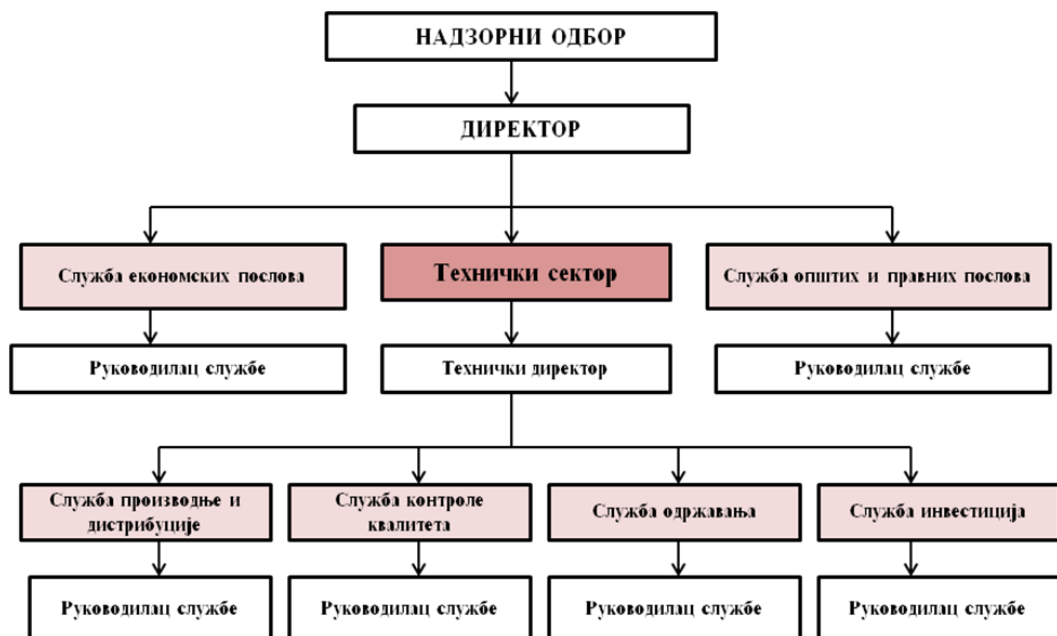 НАДЗОРНИ ОДБОР
ДИРЕКТОР
Служба економских послова
Технички сектор
Служба општих и правних послова
Руководилац службе
Технички директор
Руководилац службе
Служба производње и
дистрибуције
Служба контроле
квалитета
Служба одржавања
Служба инвестиција
Руководилац службе
Руководилац службе
Руководилац службе
Руководилац службе